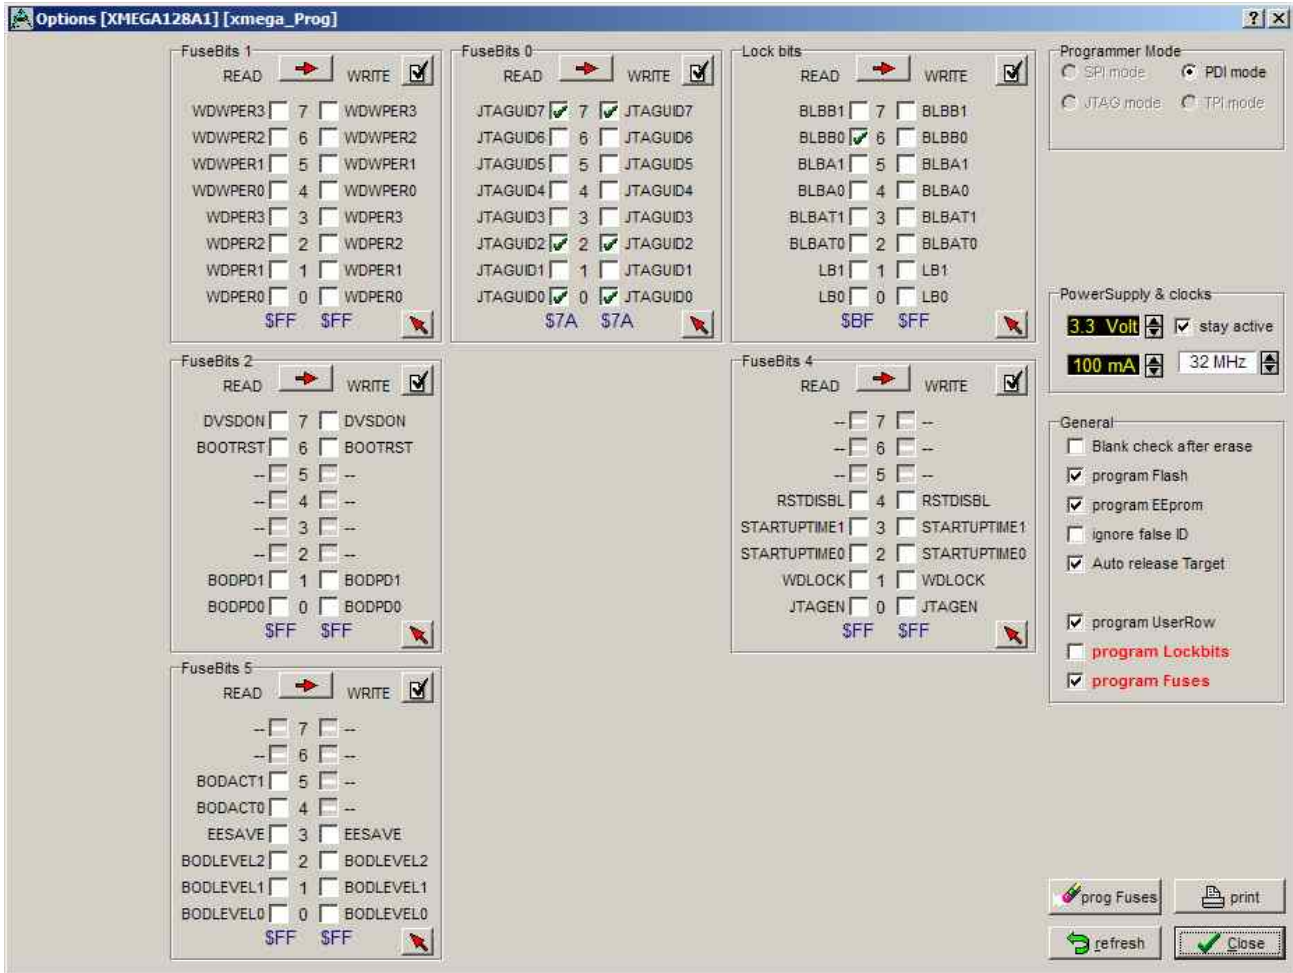 Options [XMEGA128A1] [xmega_Prog]
FuseBits 1
READ WRITE
WDWPER3 7 WDWPER3
WDWPER2 6 WDWPER2
WDWPER1 5 WDWPER1
WDWPER0 4 WDWPER0
WDPER3 3 WDPER3
WDPER2 2 WDPER2
WDPER1 1 WDPER1
WDPER0 0 WDPER0
$FF $FF
FuseBits 0
READ WRITE
JTAGUID7 7 JTAGUID7
JTAGUID6 6 JTAGUID6
JTAGUID5 5 JTAGUID5
JTAGUID4 4 JTAGUID4
JTAGUID3 3 JTAGUID3
JTAGUID2 2 JTAGUID2
JTAGUID1 1 JTAGUID1
JTAGUID0 0 JTAGUID0
$7A $7A
Lock bits
READ WRITE
BLBB1 7 BLBB1
BLBB0 6 BLBB0
BLBA1 5 BLBA1
BLBA0 4 BLBA0
BLBAT1 3 BLBAT1
BLBAT0 2 BLBAT0
LB1 1 LB1
LB0 0 LB0
$BF $FF
Programmer Mode
SPI mode PDI mode
JTAG mode TPI mode
PowerSupply & clocks
3.3 Volt stay active
100 mA 32 MHz
FuseBits 2
READ WRITE
DVSDON 7 DVSDON
BOOTRST 6 BOOTRST
-- 5 --
-- 4 --
-- 3 --
-- 2 --
BODPD1 1 BODPD1
BODPD0 0 BODPD0
$FF $FF
FuseBits 4
READ WRITE
-- 7 --
-- 6 --
-- 5 --
RSTDISBL 4 RSTDISBL
STARTUPTIME1 3 STARTUPTIME1
STARTUPTIME0 2 STARTUPTIME0
WDLOCK 1 WDLOCK
JTAGEN 0 JTAGEN
$FF $FF
General
Blank check after erase
program Flash
program EEprom
ignore false ID
Auto release Target
program UserRow
program Lockbits
program Fuses
FuseBits 5
READ WRITE
-- 7 --
-- 6 --
BODACT1 5 --
BODACT0 4 --
EESAVE 3 EESAVE
BODLEVEL2 2 BODLEVEL2
BODLEVEL1 1 BODLEVEL1
BODLEVEL0 0 BODLEVEL0
$FF $FF
prog Fuses print
refresh Close